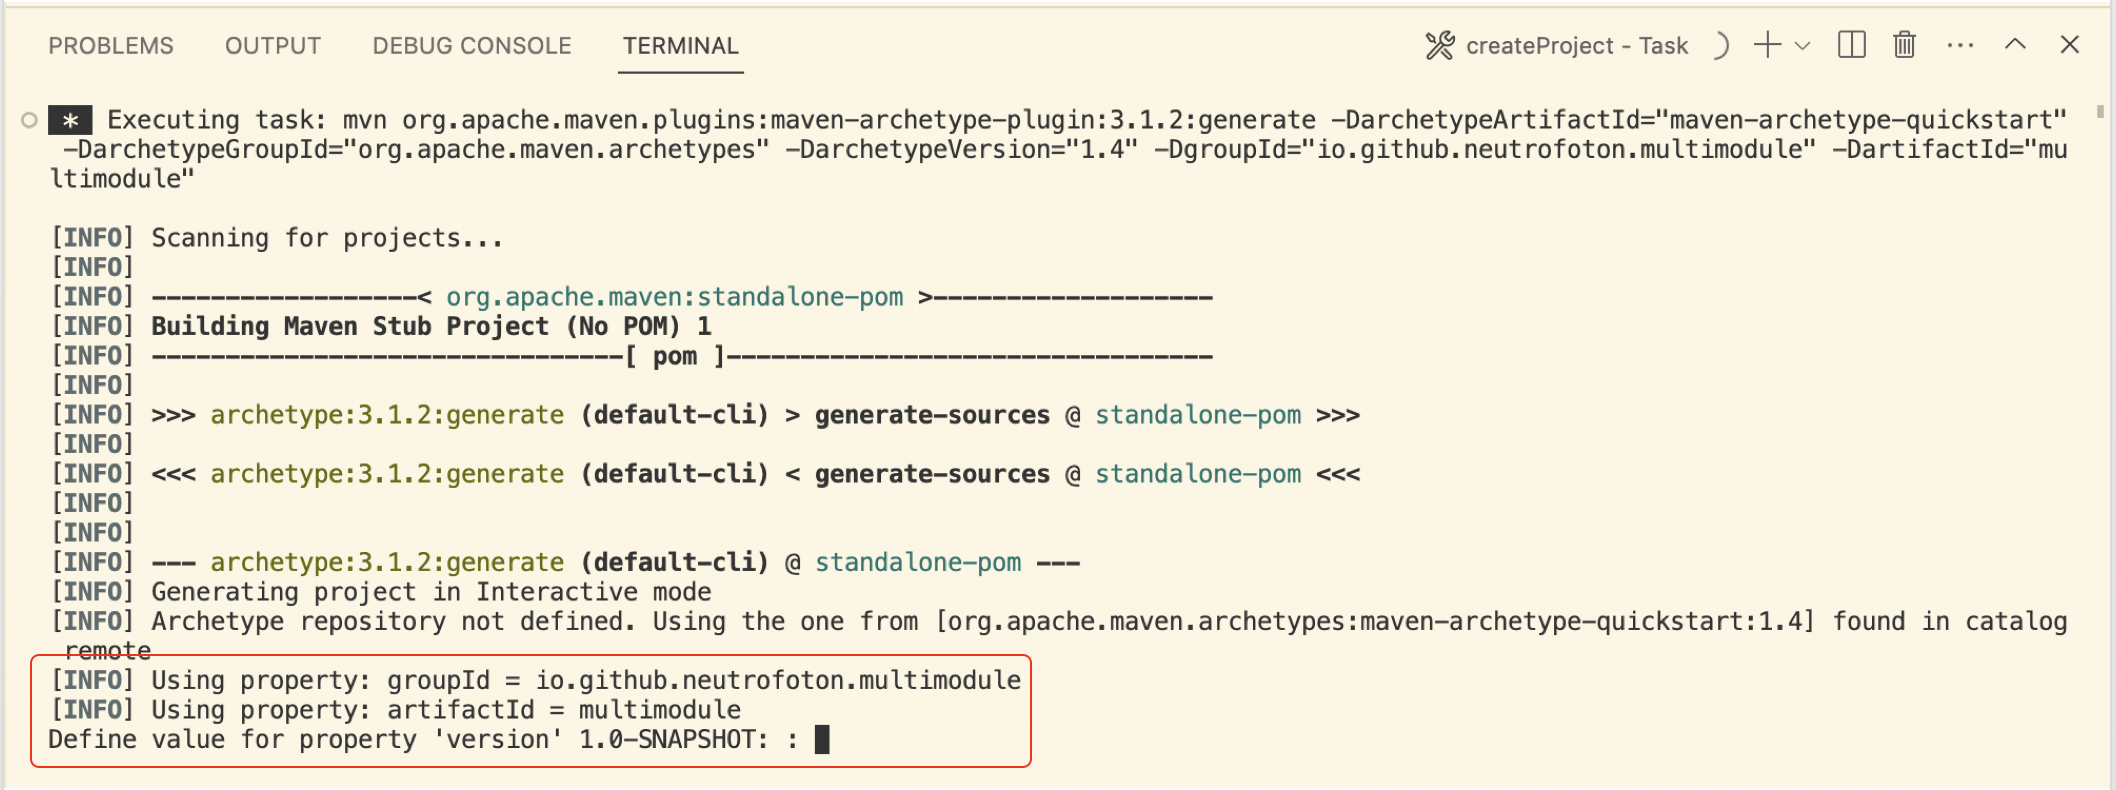 PROBLEMS OUTPUT DEBUG CONSOLE TERMINAL createProject - Task
* Executing task: mvn org.apache.maven.plugins:maven-archetype-plugin:3.1.2:generate -DarchetypeArtifactId="maven-archetype-quickstart"
-DarchetypeGroupId="org.apache.maven.archetypes" -DarchetypeVersion="1.4" -DgroupId="io.github.neutrofoton.multimodule" -DartifactId="mu
ltimodule"
[INFO] Scanning for projects...
[INFO]
[INFO] ------------------< org.apache.maven:standalone-pom >-------------------
[INFO] Building Maven Stub Project (No POM) 1
[INFO] --------------------------------[ pom ]---------------------------------
[INFO]
[INFO] >>> archetype:3.1.2:generate (default-cli) > generate-sources @ standalone-pom >>>
[INFO]
[INFO] <<< archetype:3.1.2:generate (default-cli) < generate-sources @ standalone-pom <<<
[INFO]
[INFO]
[INFO] --- archetype:3.1.2:generate (default-cli) @ standalone-pom ---
[INFO] Generating project in Interactive mode
[INFO] Archetype repository not defined. Using the one from [org.apache.maven.archetypes:maven-archetype-quickstart:1.4] found in catalog
remote
[INFO] Using property: groupId = io.github.neutrofoton.multimodule
[INFO] Using property: artifactId = multimodule
Define value for property 'version' 1.0-SNAPSHOT: :